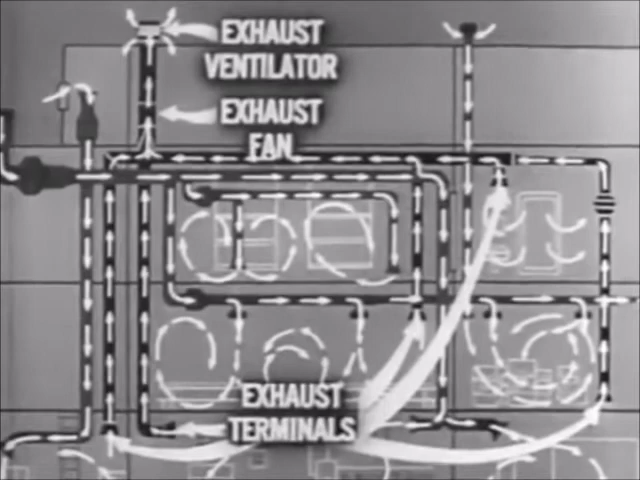 EXHAUST
VENTILATOR
EXHAUST
FAN
EXHAUST
TERMINALS